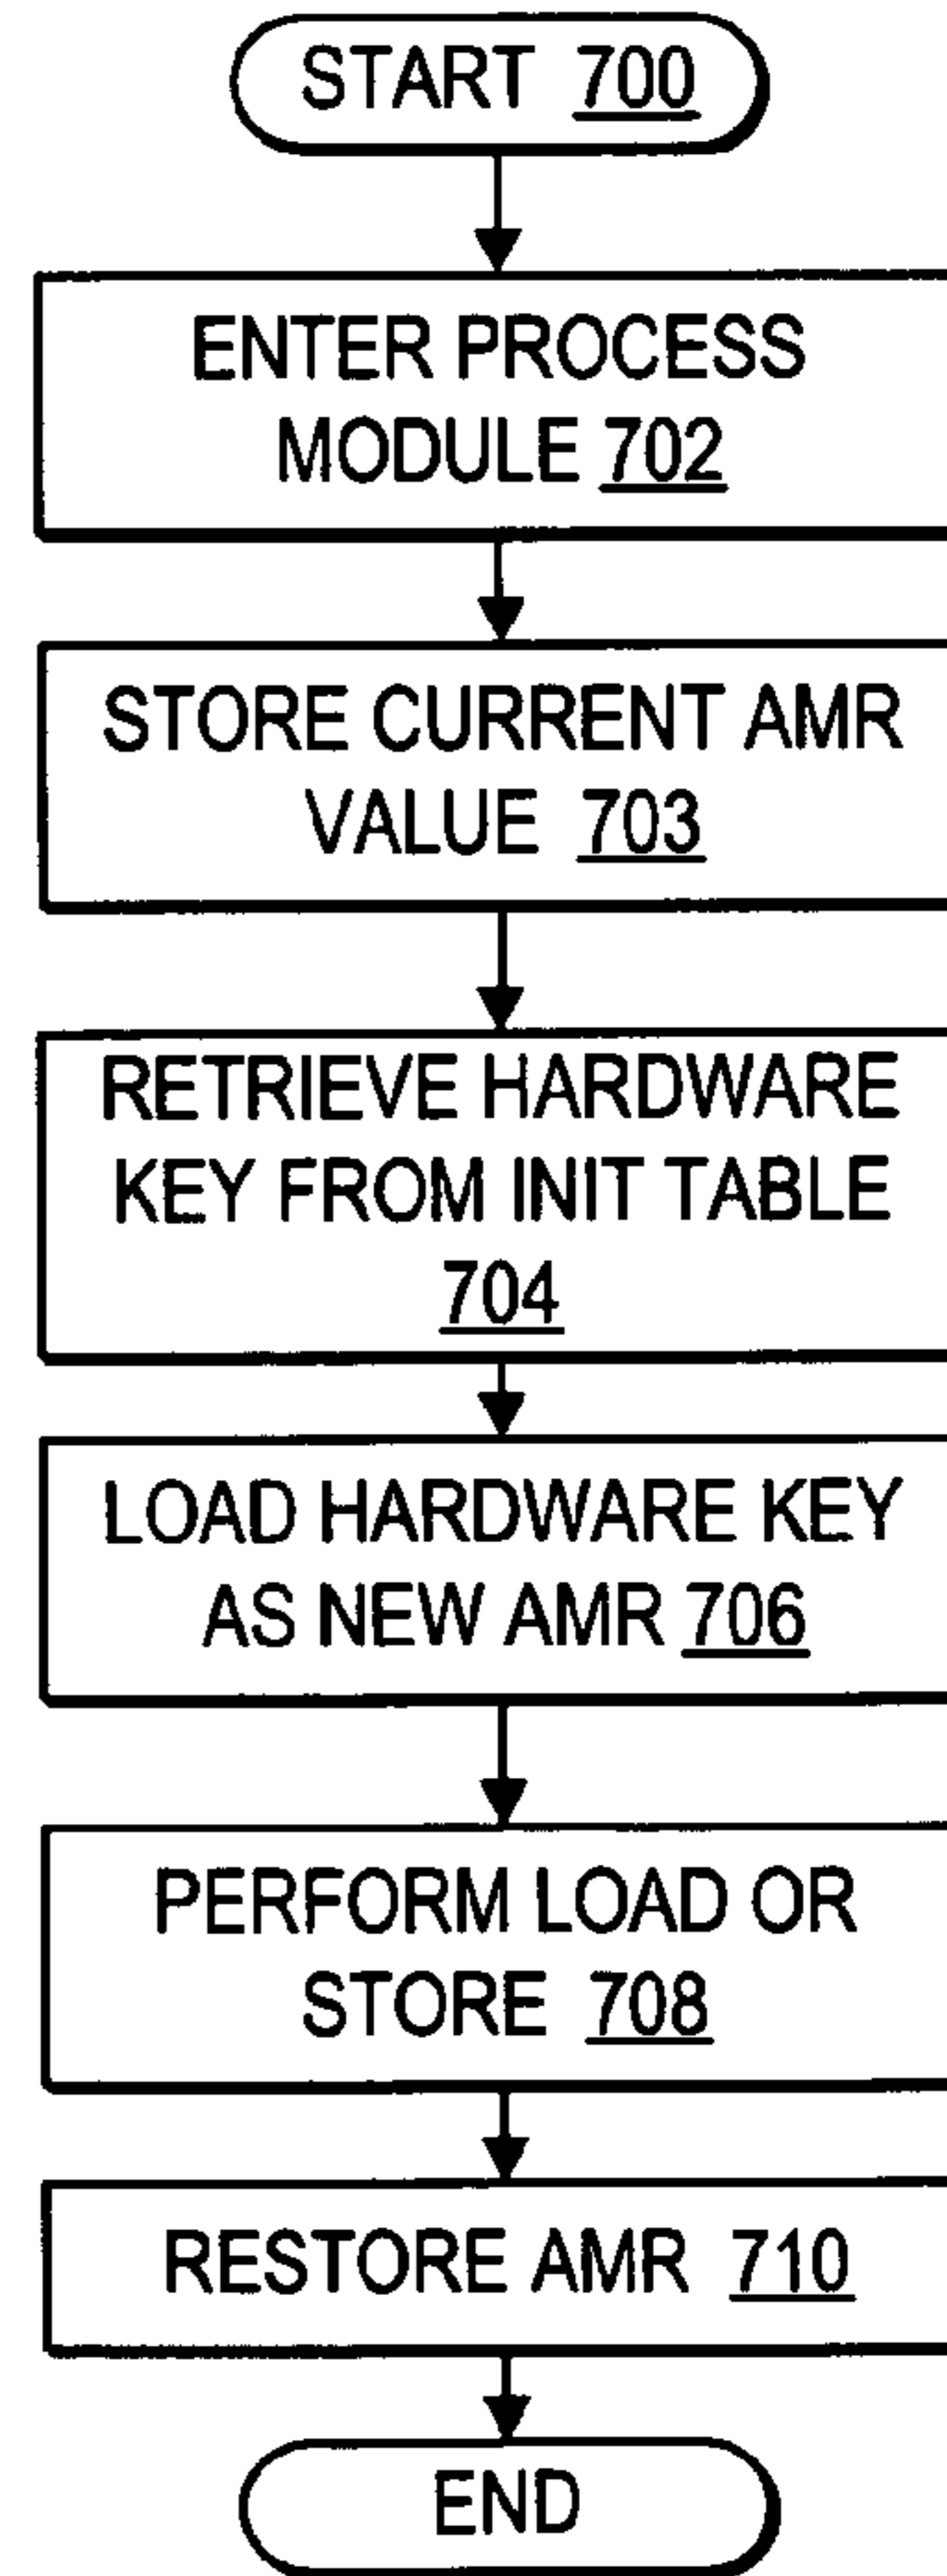 START 700
ENTER PROCESS
MODULE 702
STORE CURRENT AMR
VALUE 703
RETRIEVE HARDWARE
KEY FROM INIT TABLE
704
LOAD HARDWARE KEY
AS NEW AMR 706
PERFORM LOAD OR
STORE 708
RESTORE AMR 710
END